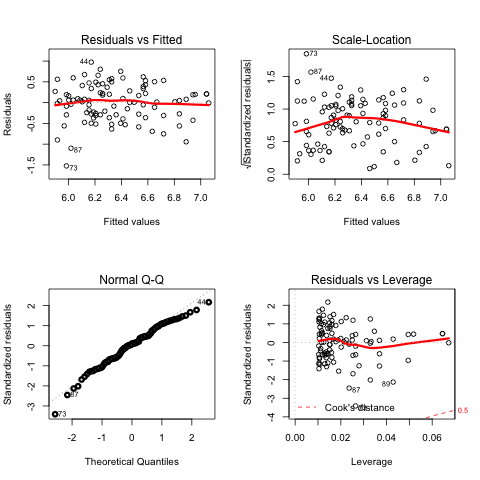 Residuals vs Fitted
Residuals
0.5
-0.5
-1.5
44
87
73
6.0 6.2 6.4 6.6 6.8 7.0
Fitted values
Scale-Location
√|Standardized residuals|
1.5
1.0
0.5
0.0
73
87
44
6.0 6.2 6.4 6.6 6.8 7.0
Fitted values
Normal Q-Q
Standardized residuals
2
1
0
-1
-2
-3
44
87
73
-2 -1 0 1 2
Theoretical Quantiles
Residuals vs Leverage
Standardized residuals
2
1
0
-1
-2
-3
-4
89
87
Cook's distance
0.5
0.00 0.02 0.04 0.06
Leverage